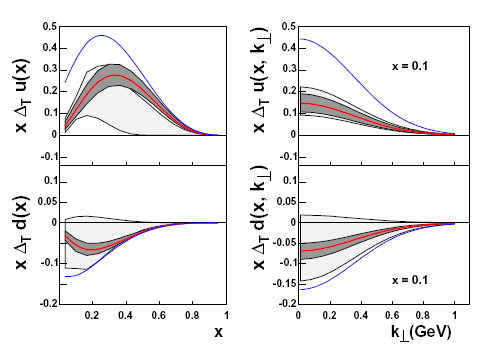 x Δ_T u(x)
0.5
0.4
0.3
0.2
0.1
0
-0.1
x Δ_T u(x, k_⊥)
0.5
0.4
0.3
0.2
0.1
0
-0.1
x = 0.1
x Δ_T d(x)
0.1
0.05
0
-0.05
-0.1
-0.15
-0.2
0.2 0.4 0.6 0.8 1
x
x Δ_T d(x, k_⊥)
0.1
0.05
0
-0.05
-0.1
-0.15
-0.2
x = 0.1
0 0.2 0.4 0.6 0.8 1
k_⊥(GeV)